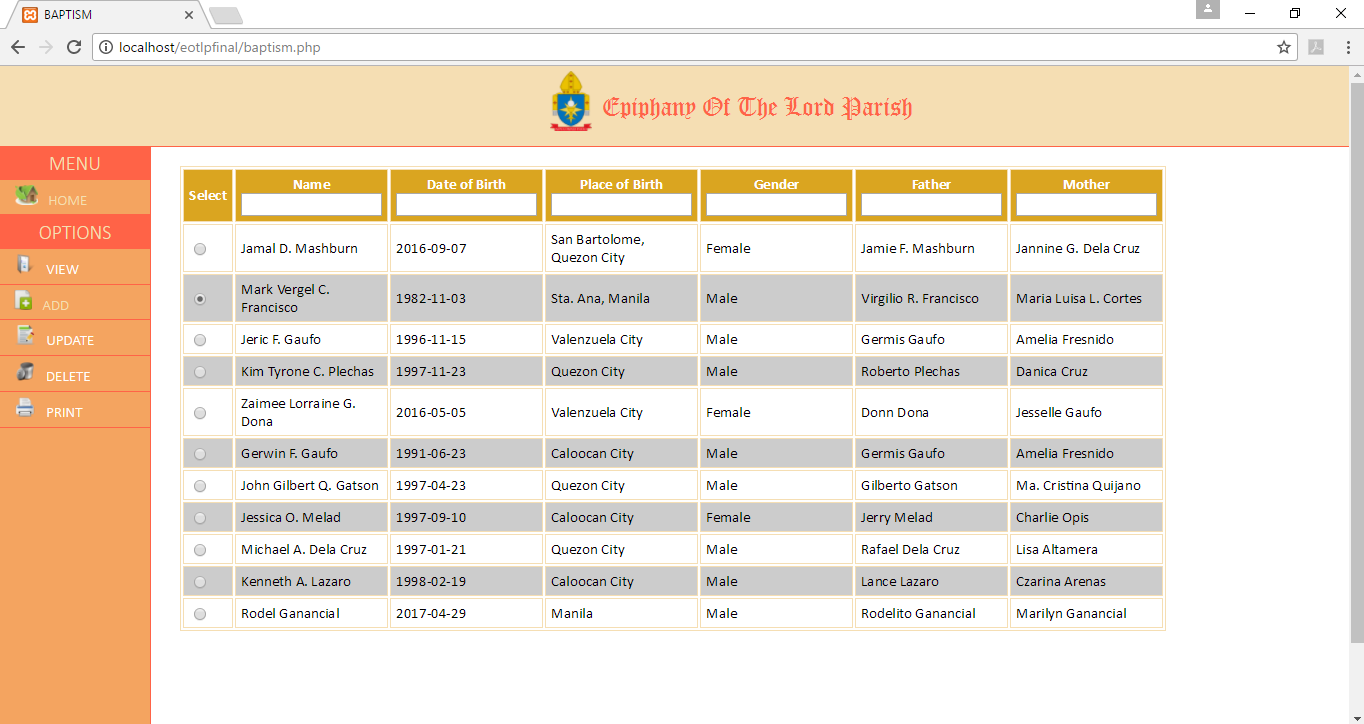 BAPTISM
localhost/eotlpfinal/baptism.php
Epiphany Of The Lord Parish
MENU
HOME
OPTIONS
VIEW
ADD
UPDATE
DELETE
PRINT
Select Name Date of Birth Place of Birth Gender Father Mother
Jamal D. Mashburn 2016-09-07 San Bartolome, Quezon City Female Jamie F. Mashburn Jannine G. Dela Cruz
Mark Vergel C. Francisco 1982-11-03 Sta. Ana, Manila Male Virgilio R. Francisco Maria Luisa L. Cortes
Jeric F. Gaufo 1996-11-15 Valenzuela City Male Germis Gaufo Amelia Fresnido
Kim Tyrone C. Plechas 1997-11-23 Quezon City Male Roberto Plechas Danica Cruz
Zaimee Lorraine G. Dona 2016-05-05 Valenzuela City Female Donn Dona Jesselle Gaufo
Gerwin F. Gaufo 1991-06-23 Caloocan City Male Germis Gaufo Amelia Fresnido
John Gilbert Q. Gatson 1997-04-23 Quezon City Male Gilberto Gatson Ma. Cristina Quijano
Jessica O. Melad 1997-09-10 Caloocan City Female Jerry Melad Charlie Opis
Michael A. Dela Cruz 1997-01-21 Quezon City Male Rafael Dela Cruz Lisa Altamera
Kenneth A. Lazaro 1998-02-19 Caloocan City Male Lance Lazaro Czarina Arenas
Rodel Ganancial 2017-04-29 Manila Male Rodelito Ganancial Marilyn Ganancial